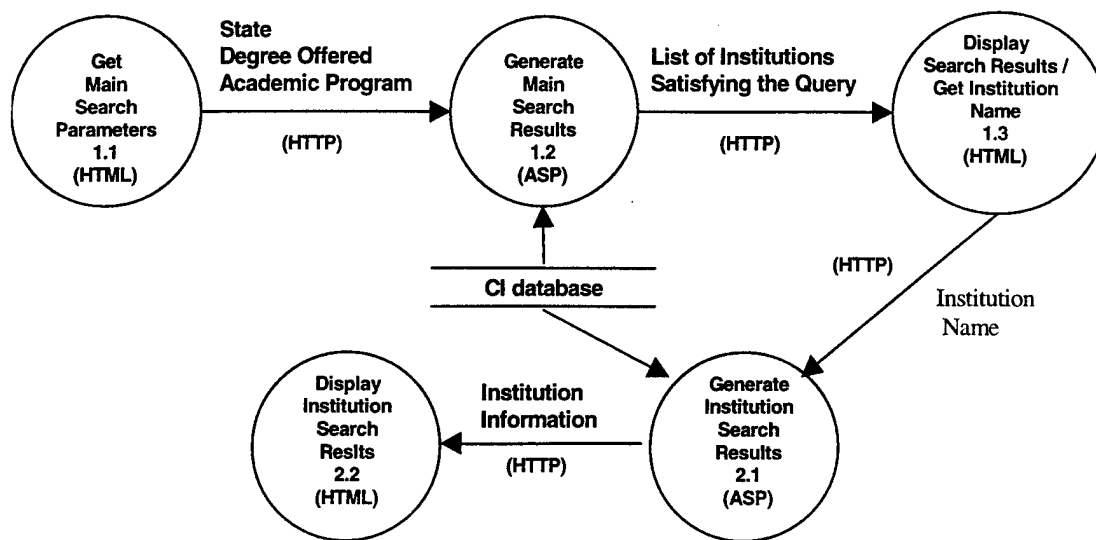 Get
Main
Search
Parameters
1.1
(HTML)
State
Degree Offered
Academic Program
(HTTP)
Generate
Main
Search
Results
1.2
(ASP)
List of Institutions
Satisfying the Query
(HTTP)
Display
Search Results /
Get Institution
Name
1.3
(HTML)
(HTTP)
Institution
Name
CI database
Generate
Institution
Search
Results
2.1
(ASP)
Institution
Information
(HTTP)
Display
Institution
Search
Reslts
2.2
(HTML)